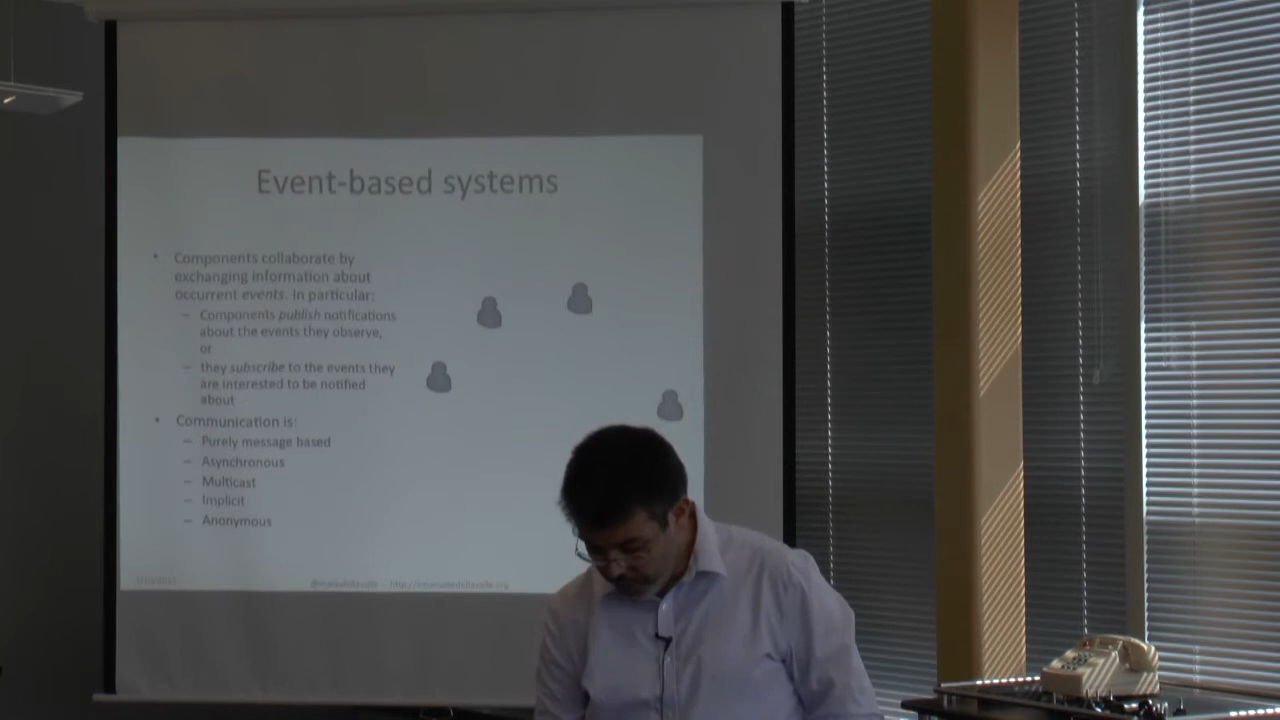 Event-based systems
• Components collaborate by
exchanging information about
occurrent events. In particular:
– Components publish notifications
about the events they observe,
or
– they subscribe to the events they
are interested to be notified
about
• Communication is:
– Purely message based
– Asynchronous
– Multicast
– Implicit
– Anonymous